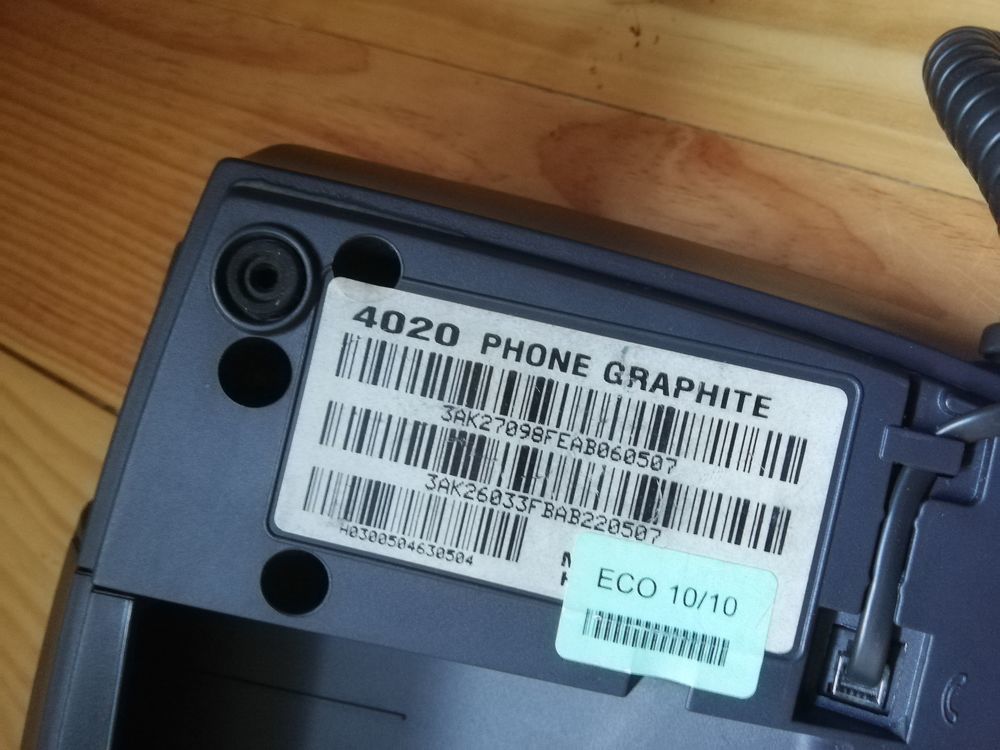 4020 PHONE GRAPHITE
3AK27098FEAB060507
3AK26033FBAB220507
H0300504630504
ECO 10/10